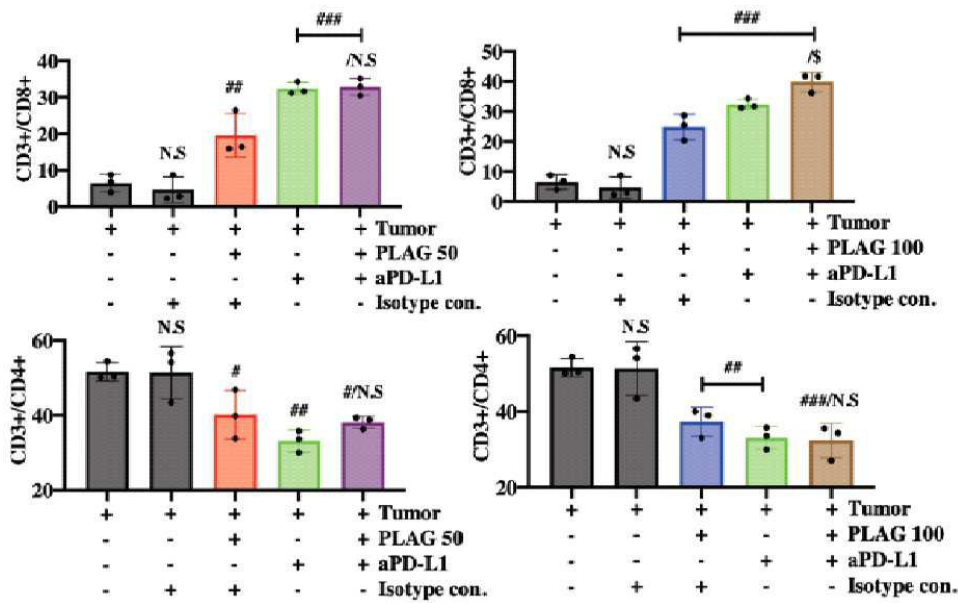 ###
/N.S
##
N.S
CD3+/CD8+
40
30
20
10
0
+ + + + + Tumor
- - + - + PLAG 50
- - - + + aPD-L1
- + + - - Isotype con.
###
/$
N.S
CD3+/CD8+
50
40
30
20
10
0
+ + + + + Tumor
- - + - + PLAG 100
- - - + + aPD-L1
- + + - - Isotype con.
N.S
#
##
#/N.S
CD3+/CD4+
60
40
20
+ + + + + Tumor
- - + - + PLAG 50
- - - + + aPD-L1
- + + - - Isotype con.
N.S
##
###/N.S
CD3+/CD4+
60
40
20
+ + + + + Tumor
- - + - + PLAG 100
- - - + + aPD-L1
- + + - - Isotype con.